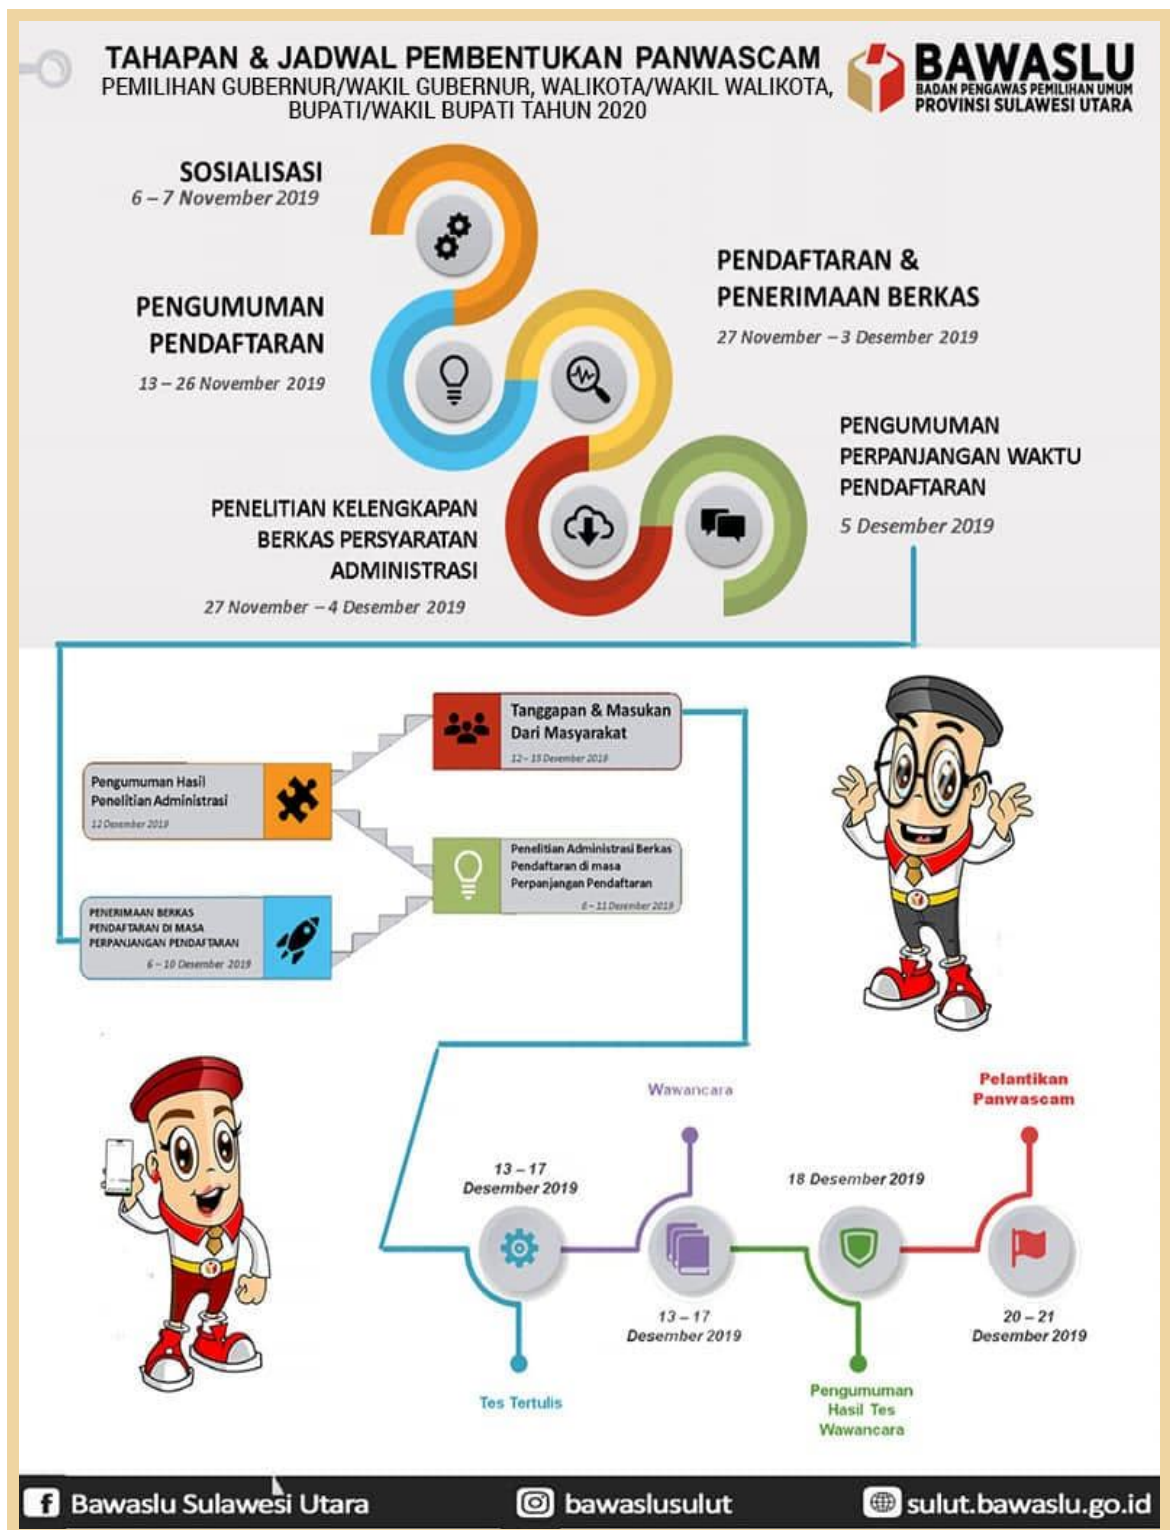 TAHAPAN & JADWAL PEMBENTUKAN PANWASCAM
PEMILIHAN GUBERNUR/WAKIL GUBERNUR, WALIKOTA/WAKIL WALIKOTA,
BUPATI/WAKIL BUPATI TAHUN 2020
BAWASLU
BADAN PENGAWAS PEMILIHAN UMUM
PROVINSI SULAWESI UTARA
SOSIALISASI
6 – 7 November 2019
PENGUMUMAN
PENDAFTARAN
13 – 26 November 2019
PENDAFTARAN &
PENERIMAAN BERKAS
27 November – 3 Desember 2019
PENELITIAN KELENGKAPAN
BERKAS PERSYARATAN
ADMINISTRASI
27 November – 4 Desember 2019
PENGUMUMAN
PERPANJANGAN WAKTU
PENDAFTARAN
5 Desember 2019
PENERIMAAN BERKAS
PENDAFTARAN DI MASA
PERPANJANGAN PENDAFTARAN
6 – 10 Desember 2019
Penelitian Administrasi Berkas
Pendaftaran di masa
Perpanjangan Pendaftaran
6 – 11 Desember 2019
Pengumuman Hasil
Penelitian Administrasi
12 Desember 2019
Tanggapan & Masukan
Dari Masyarakat
12 – 15 Desember 2019
13 – 17
Desember 2019
Tes Tertulis
Wawancara
13 – 17
Desember 2019
18 Desember 2019
Pengumuman
Hasil Tes
Wawancara
Pelantikan
Panwascam
20 – 21
Desember 2019
Bawaslu Sulawesi Utara
bawaslusulut
sulut.bawaslu.go.id